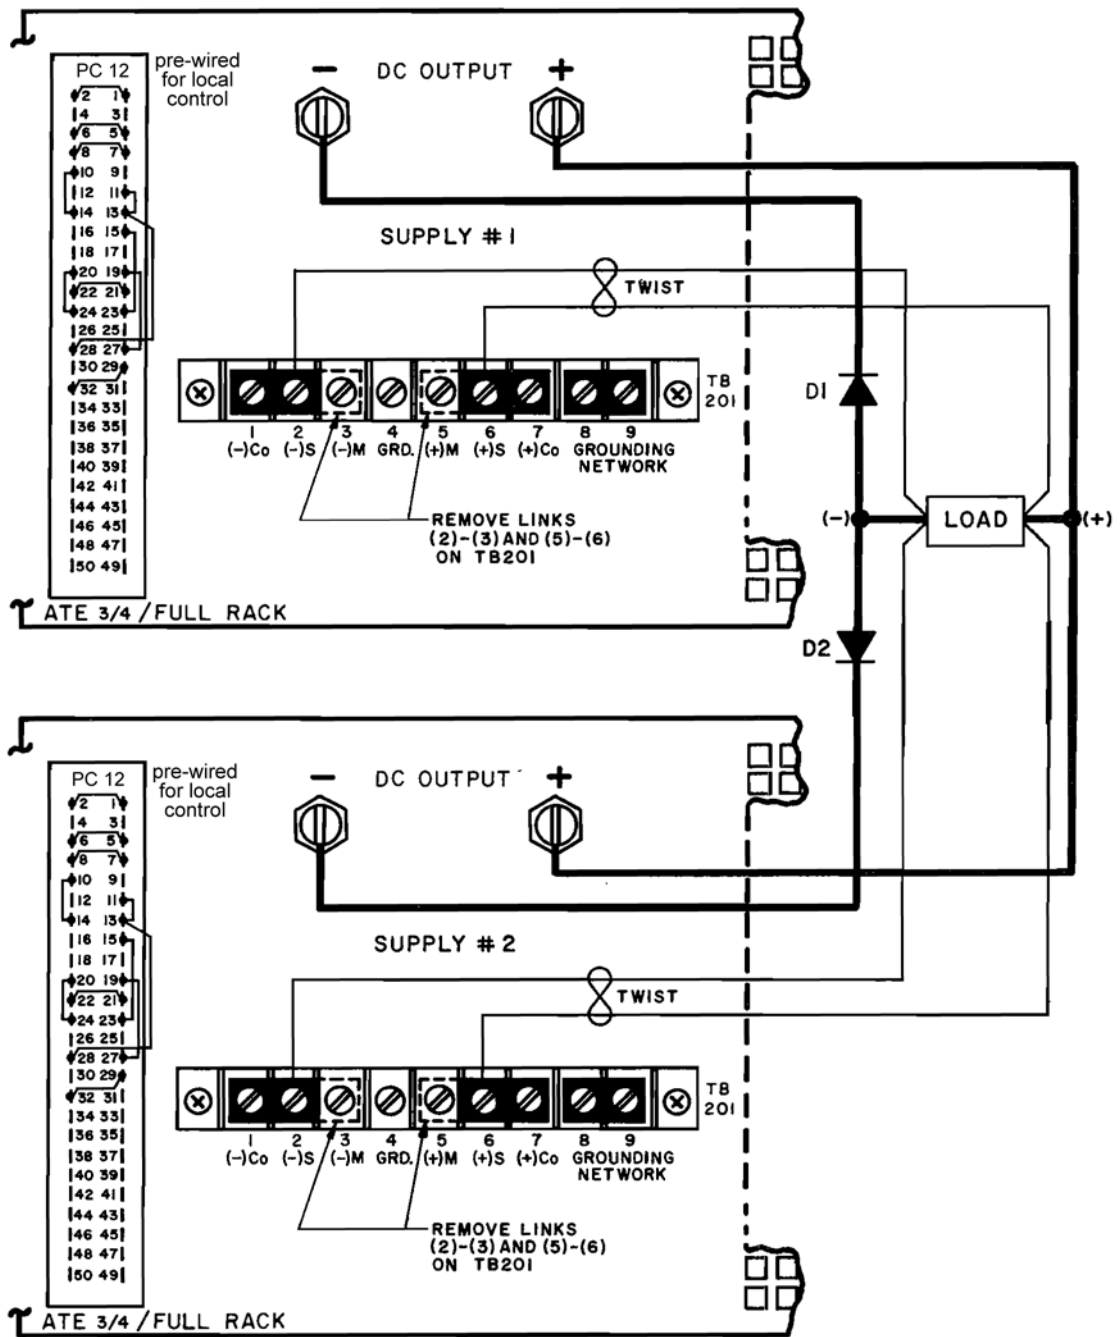 PC 12
pre-wired
for local
control
− DC OUTPUT +
2 1
4 3
6 5
8 7
10 9
12 11
14 13
16 15
18 17
20 19
22 21
24 23
26 25
28 27
30 29
32 31
34 33
36 35
38 37
40 39
42 41
44 43
46 45
48 47
50 49
SUPPLY #1
TWIST
TB
201
1 2 3 4 5 6 7 8 9
(-)Co (-)S (-)M GRD. (+)M (+)S (+)Co GROUNDING
NETWORK
REMOVE LINKS
(2)-(3) AND (5)-(6)
ON TB201
ATE 3/4 / FULL RACK
D1
(-) LOAD (+)
D2
PC 12
pre-wired
for local
control
− DC OUTPUT +
2 1
4 3
6 5
8 7
10 9
12 11
14 13
16 15
18 17
20 19
22 21
24 23
26 25
28 27
30 29
32 31
34 33
36 35
38 37
40 39
42 41
44 43
46 45
48 47
50 49
SUPPLY #2
TWIST
TB
201
1 2 3 4 5 6 7 8 9
(-)Co (-)S (-)M GRD. (+)M (+)S (+)Co GROUNDING
NETWORK
REMOVE LINKS
(2)-(3) AND (5)-(6)
ON TB201
ATE 3/4 / FULL RACK